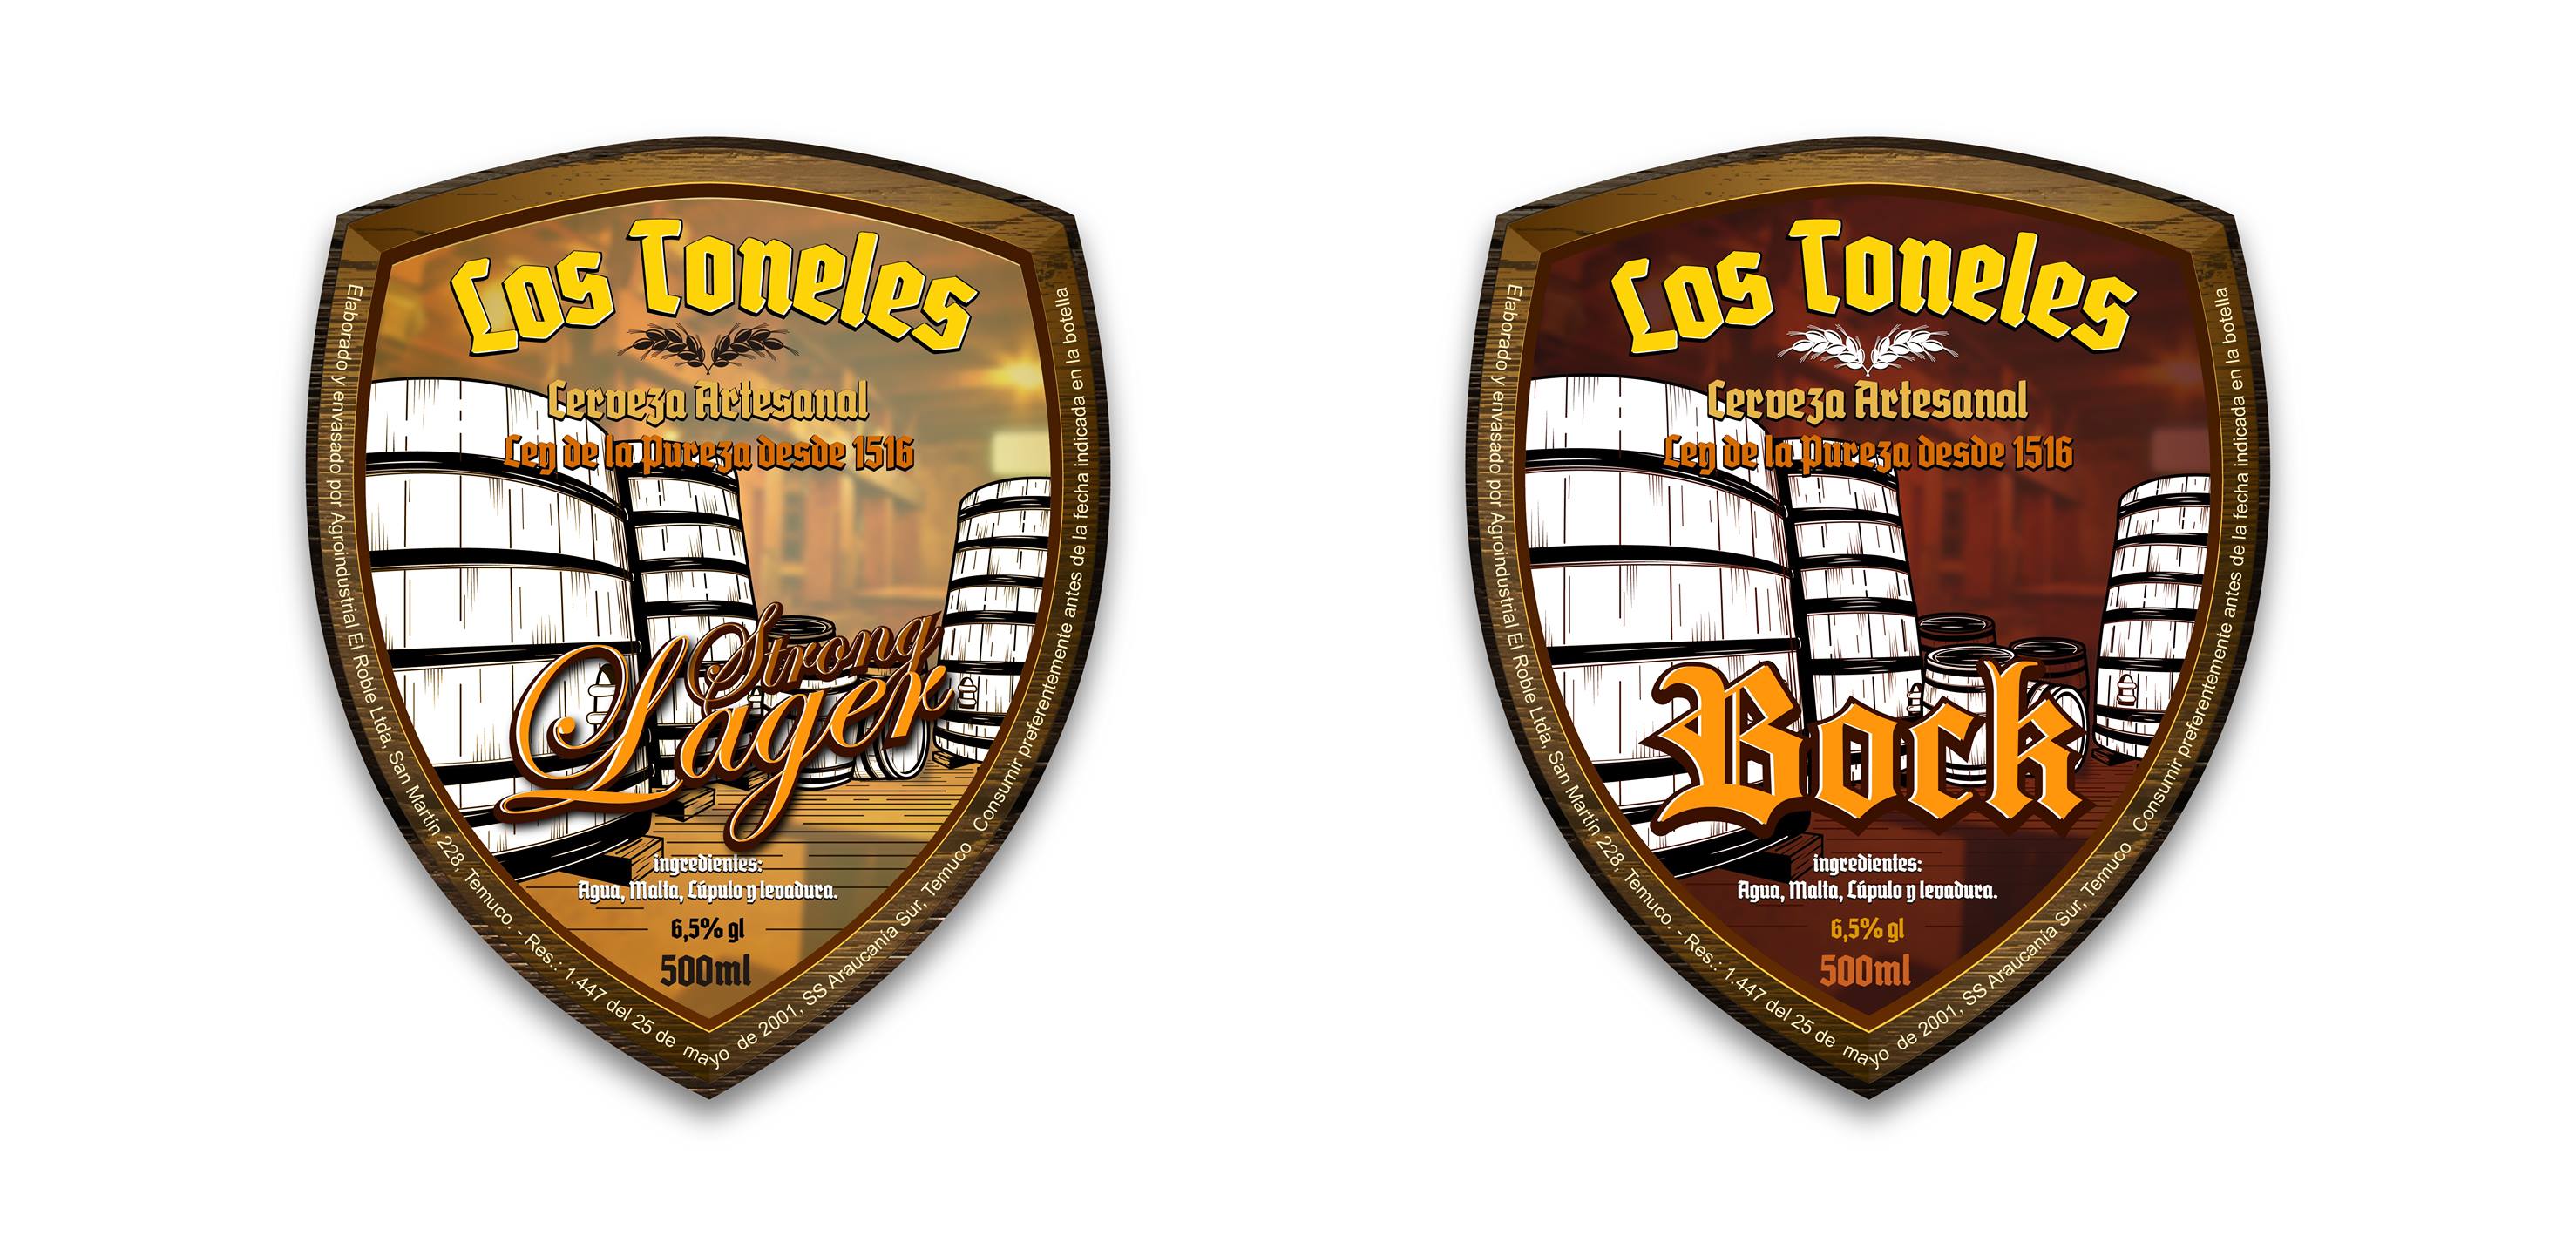 Los Toneles
Cerveza Artesanal
Ley de la Pureza desde 1516
Strong
Lager
ingredientes:
Agua, Malta, Lúpulo y levadura.
6,5% gl
500ml
Elaborado y envasado por Agroindustrial El Roble Ltda, San Martin 228, Temuco. - Res.: 1.447 del 25 de mayo de 2001, SS Araucanía Sur, Temuco Consumir preferentemente antes de la fecha indicada en la botella
Los Toneles
Cerveza Artesanal
Ley de la Pureza desde 1516
Bock
ingredientes:
Agua, Malta, Lúpulo y levadura.
6,5% gl
500ml
Elaborado y envasado por Agroindustrial El Roble Ltda, San Martin 228, Temuco. - Res.: 1.447 del 25 de mayo de 2001, SS Araucanía Sur, Temuco Consumir preferentemente antes de la fecha indicada en la botella